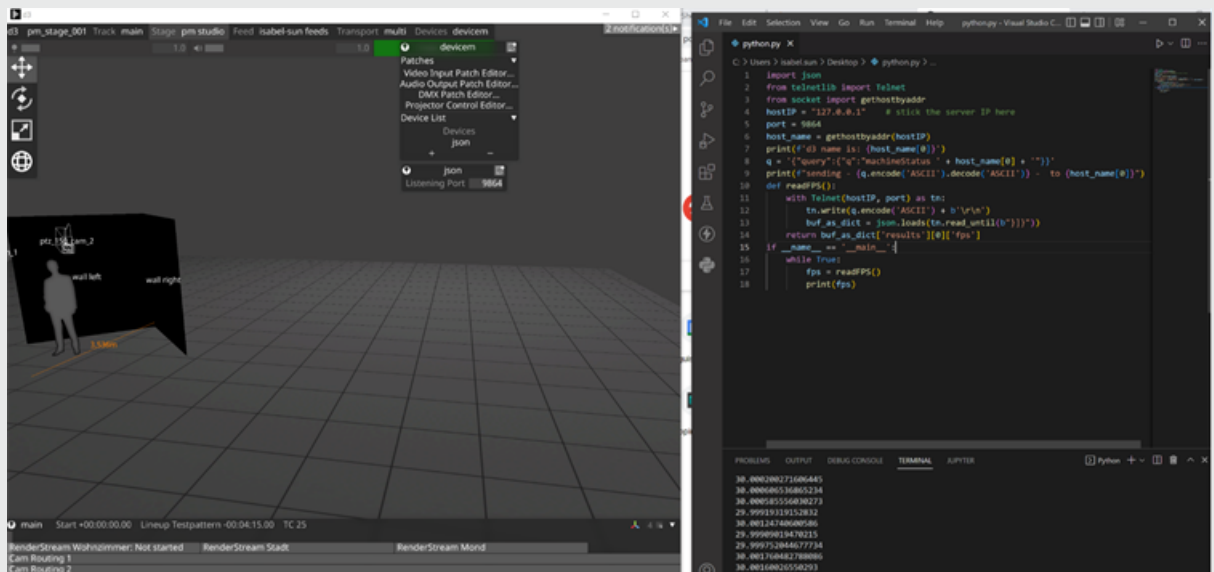 d3
d3 pm_stage_001 Track main Stage pm studio Feed isabel-sun feeds Transport multi Devices devicem
2 notification(s)
1.0
1.0
devicem
Patches
Video Input Patch Editor...
Audio Output Patch Editor...
DMX Patch Editor...
Projector Control Editor...
Device List
Devices
json
+ −
json
Listening Port 9864
wall left
wall right
main Start +00:00:00.00 Lineup Testpattern -00:04:15.00 TC 25
RenderStream Wohnzimmer: Not started RenderStream Stadt RenderStream Mond
Cam Routing 1
Cam Routing 2
File Edit Selection View Go Run Terminal Help python.py - Visual Studio C...
python.py
C: > Users > isabel.sun > Desktop > python.py > ...
1 import json
2 from telnetlib import Telnet
3 from socket import gethostbyaddr
4 hostIP = "127.0.0.1" # stick the server IP here
5 port = 9864
6 host_name = gethostbyaddr(hostIP)
7 print(f'd3 name is: {host_name[0]}')
8 q = '{"query":{"q":"machineStatus ' + host_name[0] + '"}}'
9 print(f"sending - {q.encode('ASCII').decode('ASCII')} - to {host_name[0]}")
10 def readFPS():
11 with Telnet(hostIP, port) as tn:
12 tn.write(q.encode('ASCII') + b'\r\n')
13 buf_as_dict = json.loads(tn.read_until(b"}]}"))
14 return buf_as_dict['results'][0]['fps']
15 if __name__ == '__main__':
16 while True:
17 fps = readFPS()
18 print(fps)
PROBLEMS OUTPUT DEBUG CONSOLE TERMINAL JUPYTER
Python
30.000200271606445
30.000606536865234
30.000585556030273
29.99919319152832
30.00124740600586
29.99909019470215
29.999752044677734
30.001760482788086
30.00160026550293